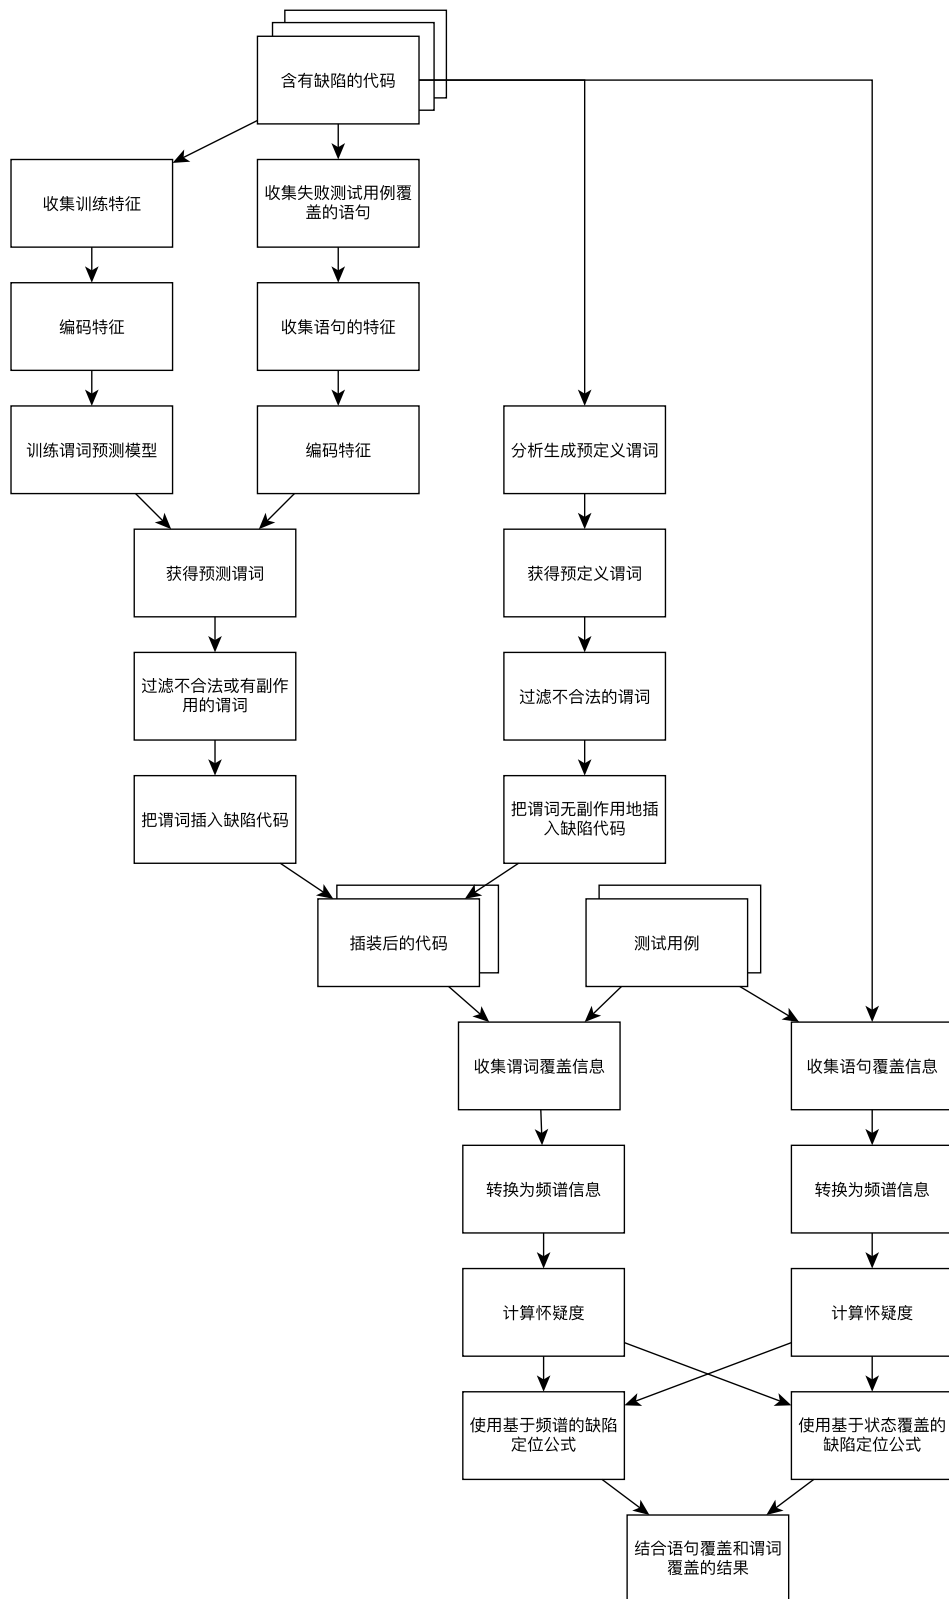 含有缺陷的代码
收集训练特征
收集失败测试用例覆
盖的语句
编码特征
收集语句的特征
训练谓词预测模型
编码特征
分析生成预定义谓词
获得预测谓词
获得预定义谓词
过滤不合法或有副作
用的谓词
过滤不合法的谓词
把谓词插入缺陷代码
把谓词无副作用地插
入缺陷代码
插装后的代码
测试用例
收集谓词覆盖信息
收集语句覆盖信息
转换为频谱信息
转换为频谱信息
计算怀疑度
计算怀疑度
使用基于频谱的缺陷
定位公式
使用基于状态覆盖的
缺陷定位公式
结合语句覆盖和谓词
覆盖的结果